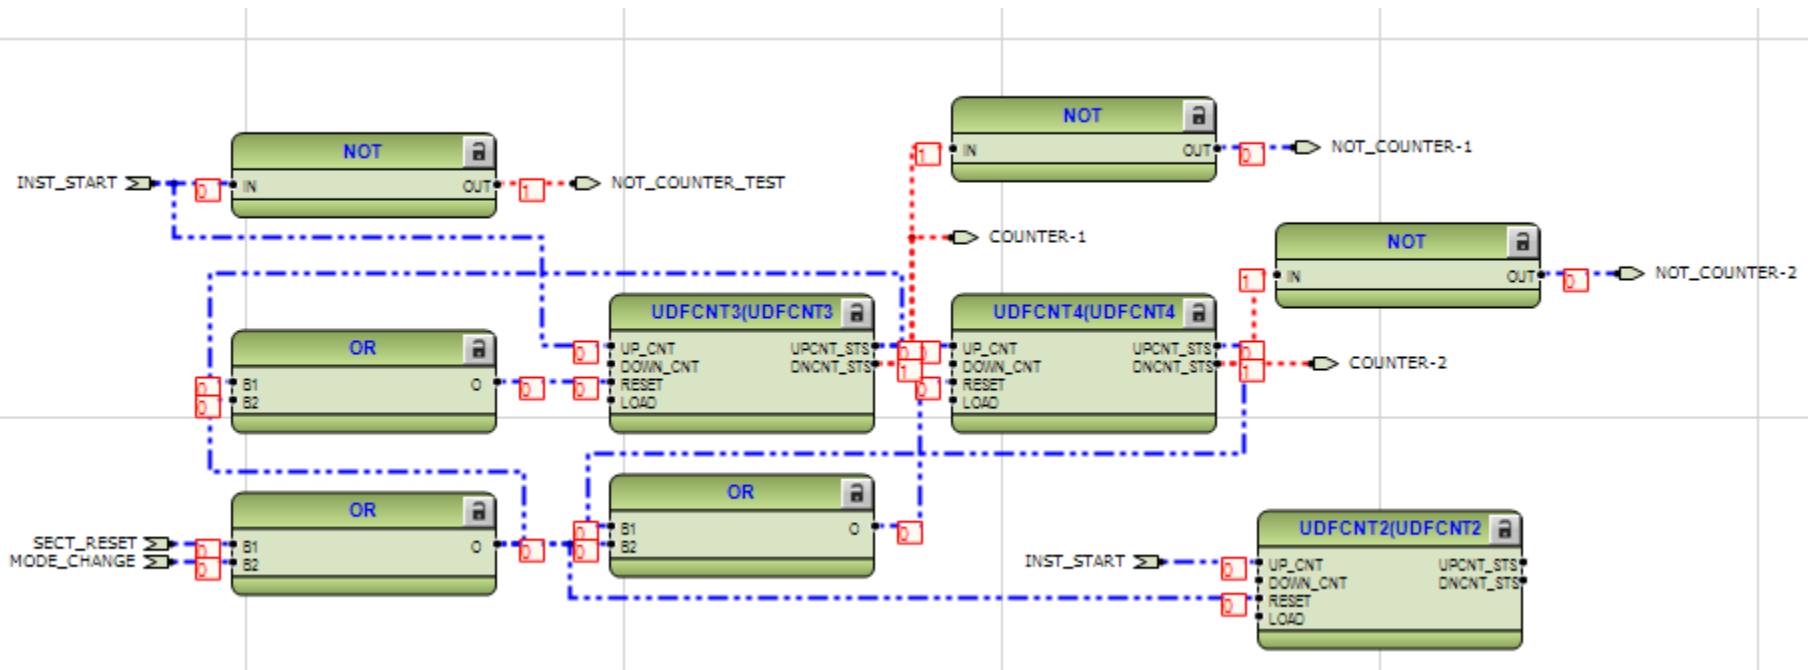 NOT
INST_START
0
IN
OUT
1
NOT_COUNTER_TEST
NOT
1
IN
OUT
0
NOT_COUNTER-1
COUNTER-1
NOT
1
IN
OUT
0
NOT_COUNTER-2
OR
0
B1
0
B2
O
0
UDFCNT3(UDFCNT3
0
UP_CNT
DOWN_CNT
0
RESET
LOAD
UPCNT_STS
DNCNT_STS
0
1
UDFCNT4(UDFCNT4
0
UP_CNT
DOWN_CNT
0
RESET
LOAD
UPCNT_STS
DNCNT_STS
0
1
COUNTER-2
OR
SECT_RESET
0
B1
MODE_CHANGE
0
B2
O
0
OR
0
B1
0
B2
O
0
UDFCNT2(UDFCNT2
INST_START
0
UP_CNT
DOWN_CNT
0
RESET
LOAD
UPCNT_STS
DNCNT_STS